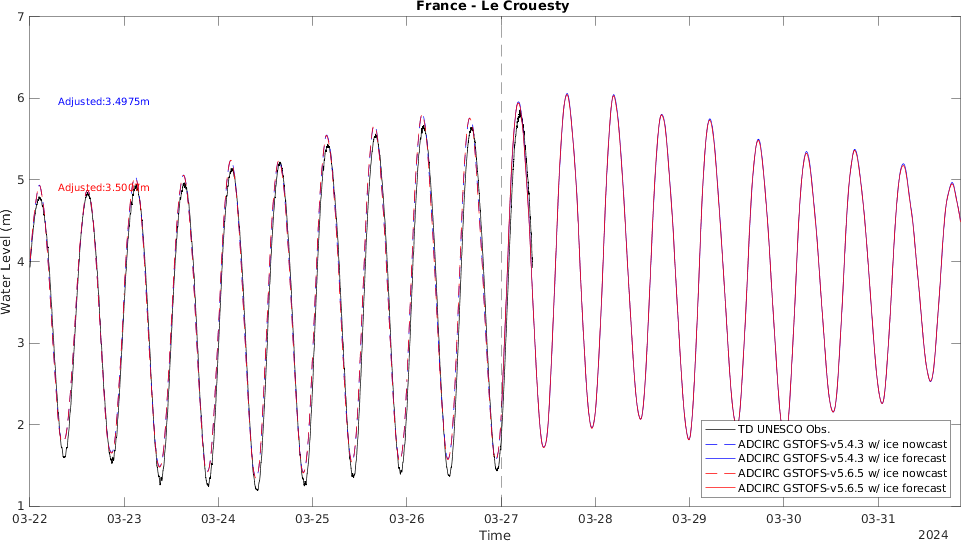 France - Le Crouesty
7
6
5
4
3
2
1
Water Level (m)
Adjusted:3.4975m
TD UNESCO Obs.
ADCIRC GSTOFS-v5.4.3 w/ ice nowcast
ADCIRC GSTOFS-v5.4.3 w/ ice forecast
ADCIRC GSTOFS-v5.6.5 w/ ice nowcast
ADCIRC GSTOFS-v5.6.5 w/ ice forecast
03-22 03-23 03-24 03-25 03-26 03-27 03-28 03-29 03-30 03-31
Time
2024